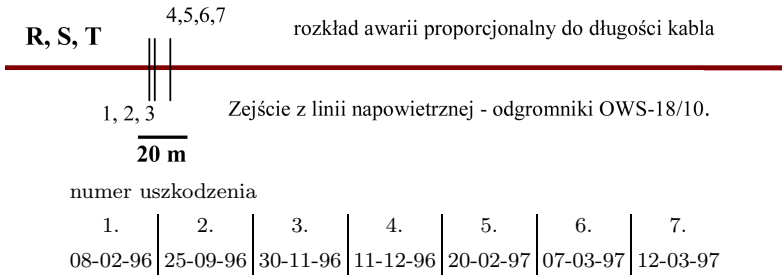 4,5,6,7
R, S, T
rozkład awarii proporcjonalny do długości kabla
1, 2, 3
Zejście z linii napowietrznej - odgromniki OWS-18/10.
20 m
numer uszkodzenia
1. 2. 3. 4. 5. 6. 7.
08-02-96 25-09-96 30-11-96 11-12-96 20-02-97 07-03-97 12-03-97